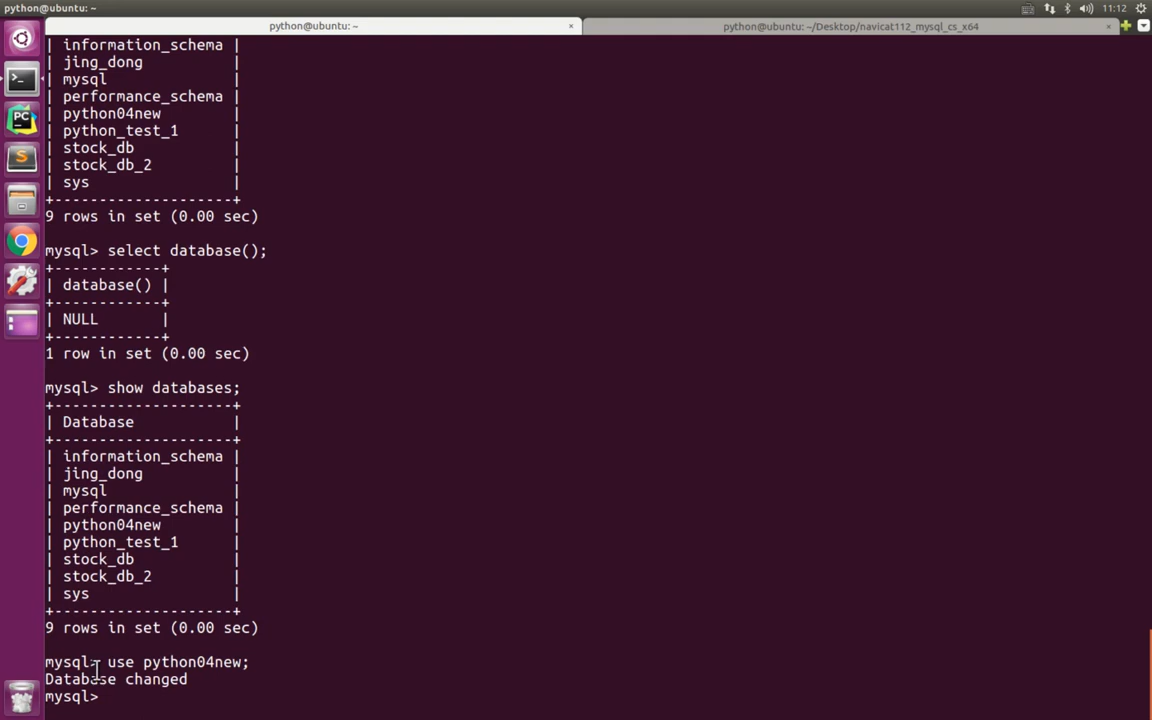 python@ubuntu: ~
11:12
python@ubuntu: ~
python@ubuntu: ~/Desktop/navicat112_mysql_cs_x64
| information_schema |
| jing_dong          |
| mysql              |
| performance_schema |
| python04new        |
| python_test_1      |
| stock_db           |
| stock_db_2         |
| sys                |
+--------------------+
9 rows in set (0.00 sec)
mysql> select database();
+------------+
| database() |
+------------+
| NULL       |
+------------+
1 row in set (0.00 sec)
mysql> show databases;
+--------------------+
| Database           |
+--------------------+
| information_schema |
| jing_dong          |
| mysql              |
| performance_schema |
| python04new        |
| python_test_1      |
| stock_db           |
| stock_db_2         |
| sys                |
+--------------------+
9 rows in set (0.00 sec)
mysql> use python04new;
Database changed
mysql>